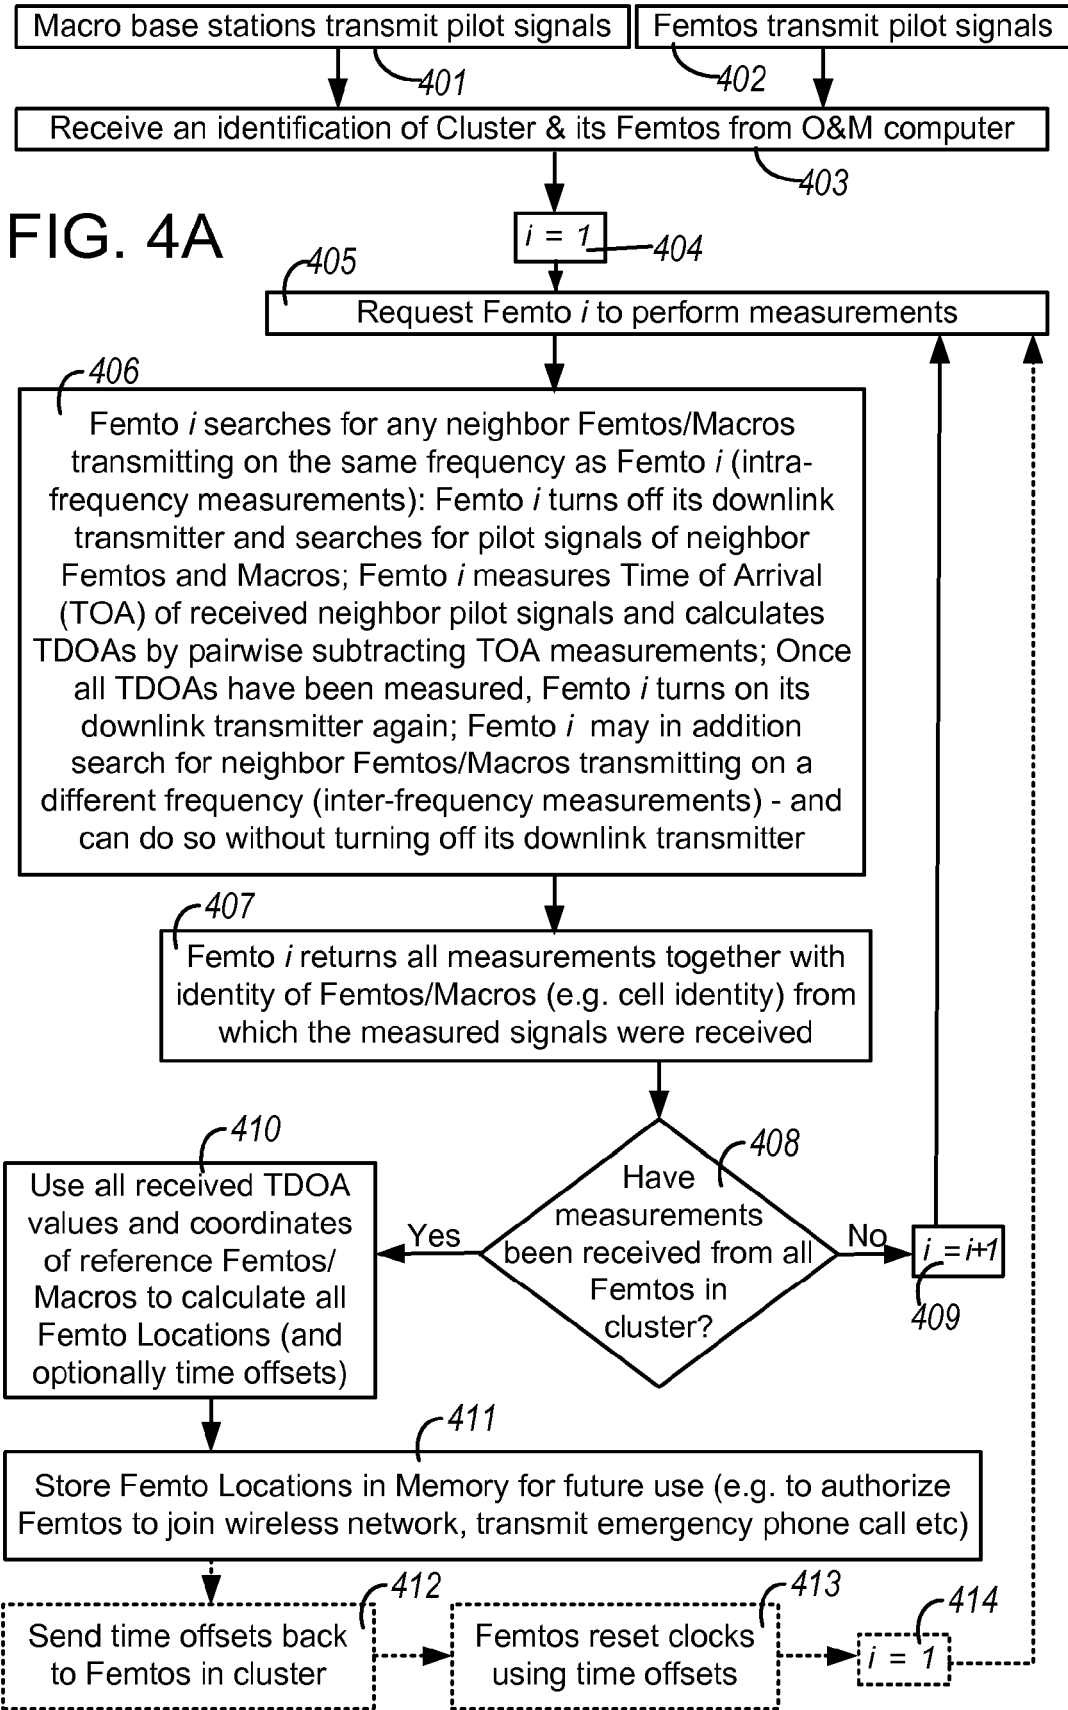 Macro base stations transmit pilot signals
Femtos transmit pilot signals
401
402
Receive an identification of Cluster & its Femtos from O&M computer
403
FIG. 4A
i = 1
404
405
Request Femto i to perform measurements
406
Femto i searches for any neighbor Femtos/Macros
transmitting on the same frequency as Femto i (intra-
frequency measurements): Femto i turns off its downlink
transmitter and searches for pilot signals of neighbor
Femtos and Macros; Femto i measures Time of Arrival
(TOA) of received neighbor pilot signals and calculates
TDOAs by pairwise subtracting TOA measurements; Once
all TDOAs have been measured, Femto i turns on its
downlink transmitter again; Femto i may in addition
search for neighbor Femtos/Macros transmitting on a
different frequency (inter-frequency measurements) - and
can do so without turning off its downlink transmitter
407
Femto i returns all measurements together with
identity of Femtos/Macros (e.g. cell identity) from
which the measured signals were received
408
Have
measurements
been received from all
Femtos in
cluster?
Yes
No
i = i+1
409
410
Use all received TDOA
values and coordinates
of reference Femtos/
Macros to calculate all
Femto Locations (and
optionally time offsets)
411
Store Femto Locations in Memory for future use (e.g. to authorize
Femtos to join wireless network, transmit emergency phone call etc)
412
Send time offsets back
to Femtos in cluster
413
Femtos reset clocks
using time offsets
414
i = 1